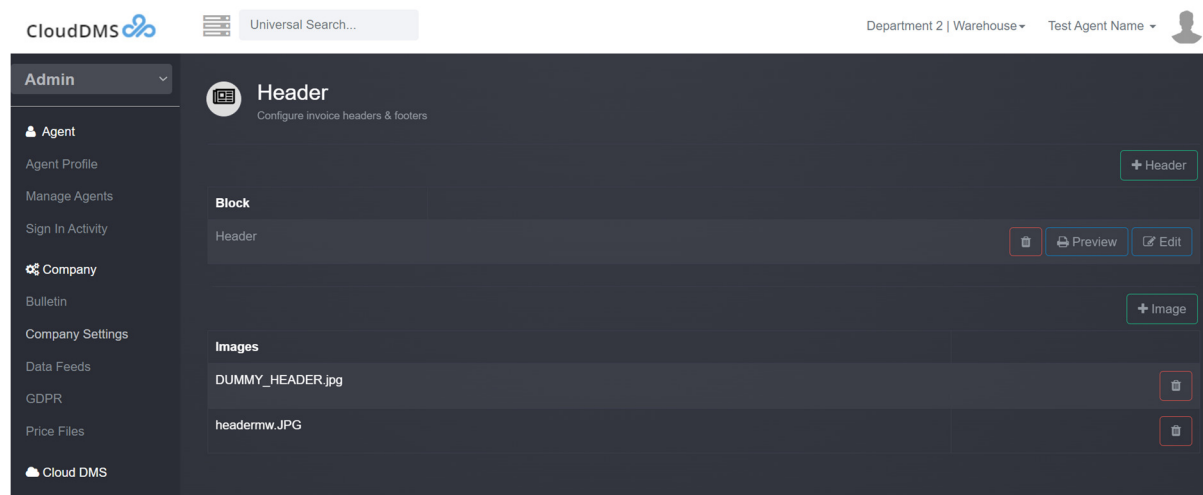 CloudDMS
Universal Search...
Department 2 | Warehouse
Test Agent Name
Admin
Agent
Agent Profile
Manage Agents
Sign In Activity
Company
Bulletin
Company Settings
Data Feeds
GDPR
Price Files
Cloud DMS
Header
Configure invoice headers & footers
+ Header
Block
Header
Preview
Edit
+ Image
Images
DUMMY_HEADER.jpg
headermw.JPG